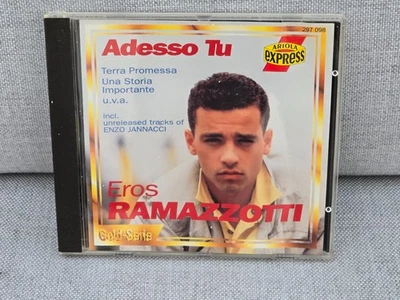 297 098
Adesso Tu
ARIOLA
express
Terra Promessa
Una Storia
Importante
u.v.a.
incl.
unreleased tracks of
ENZO JANNACCI
Eros
RAMAZZOTTI
Gold-Serie